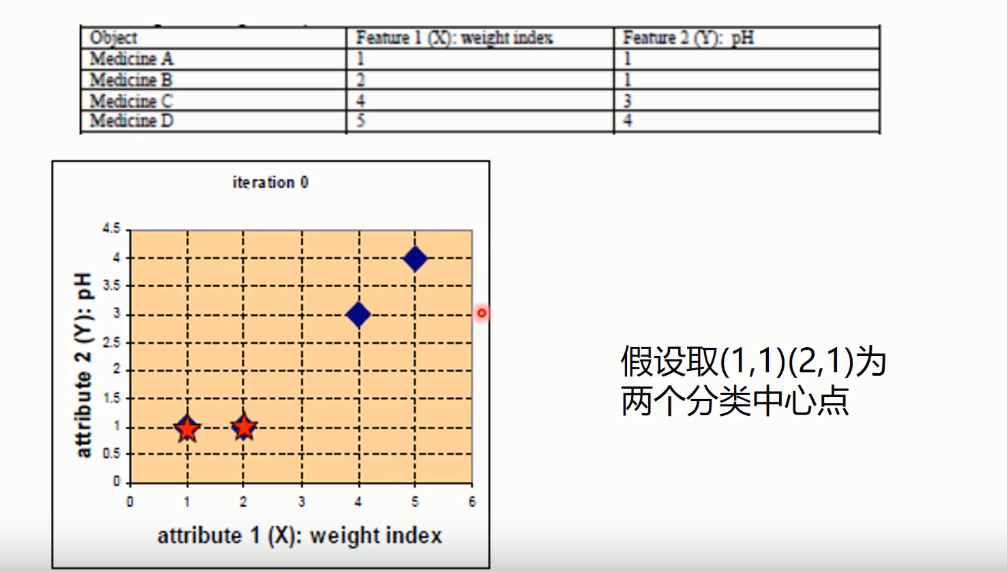 Object Feature 1 (X): weight index Feature 2 (Y): pH
Medicine A 1 1
Medicine B 2 1
Medicine C 4 3
Medicine D 5 4
iteration 0
4.5
4
3.5
3
2.5
2
1.5
1
0.5
0
attribute 2 (Y): pH
0 1 2 3 4 5 6
attribute 1 (X): weight index
假设取(1,1)(2,1)为
两个分类中心点